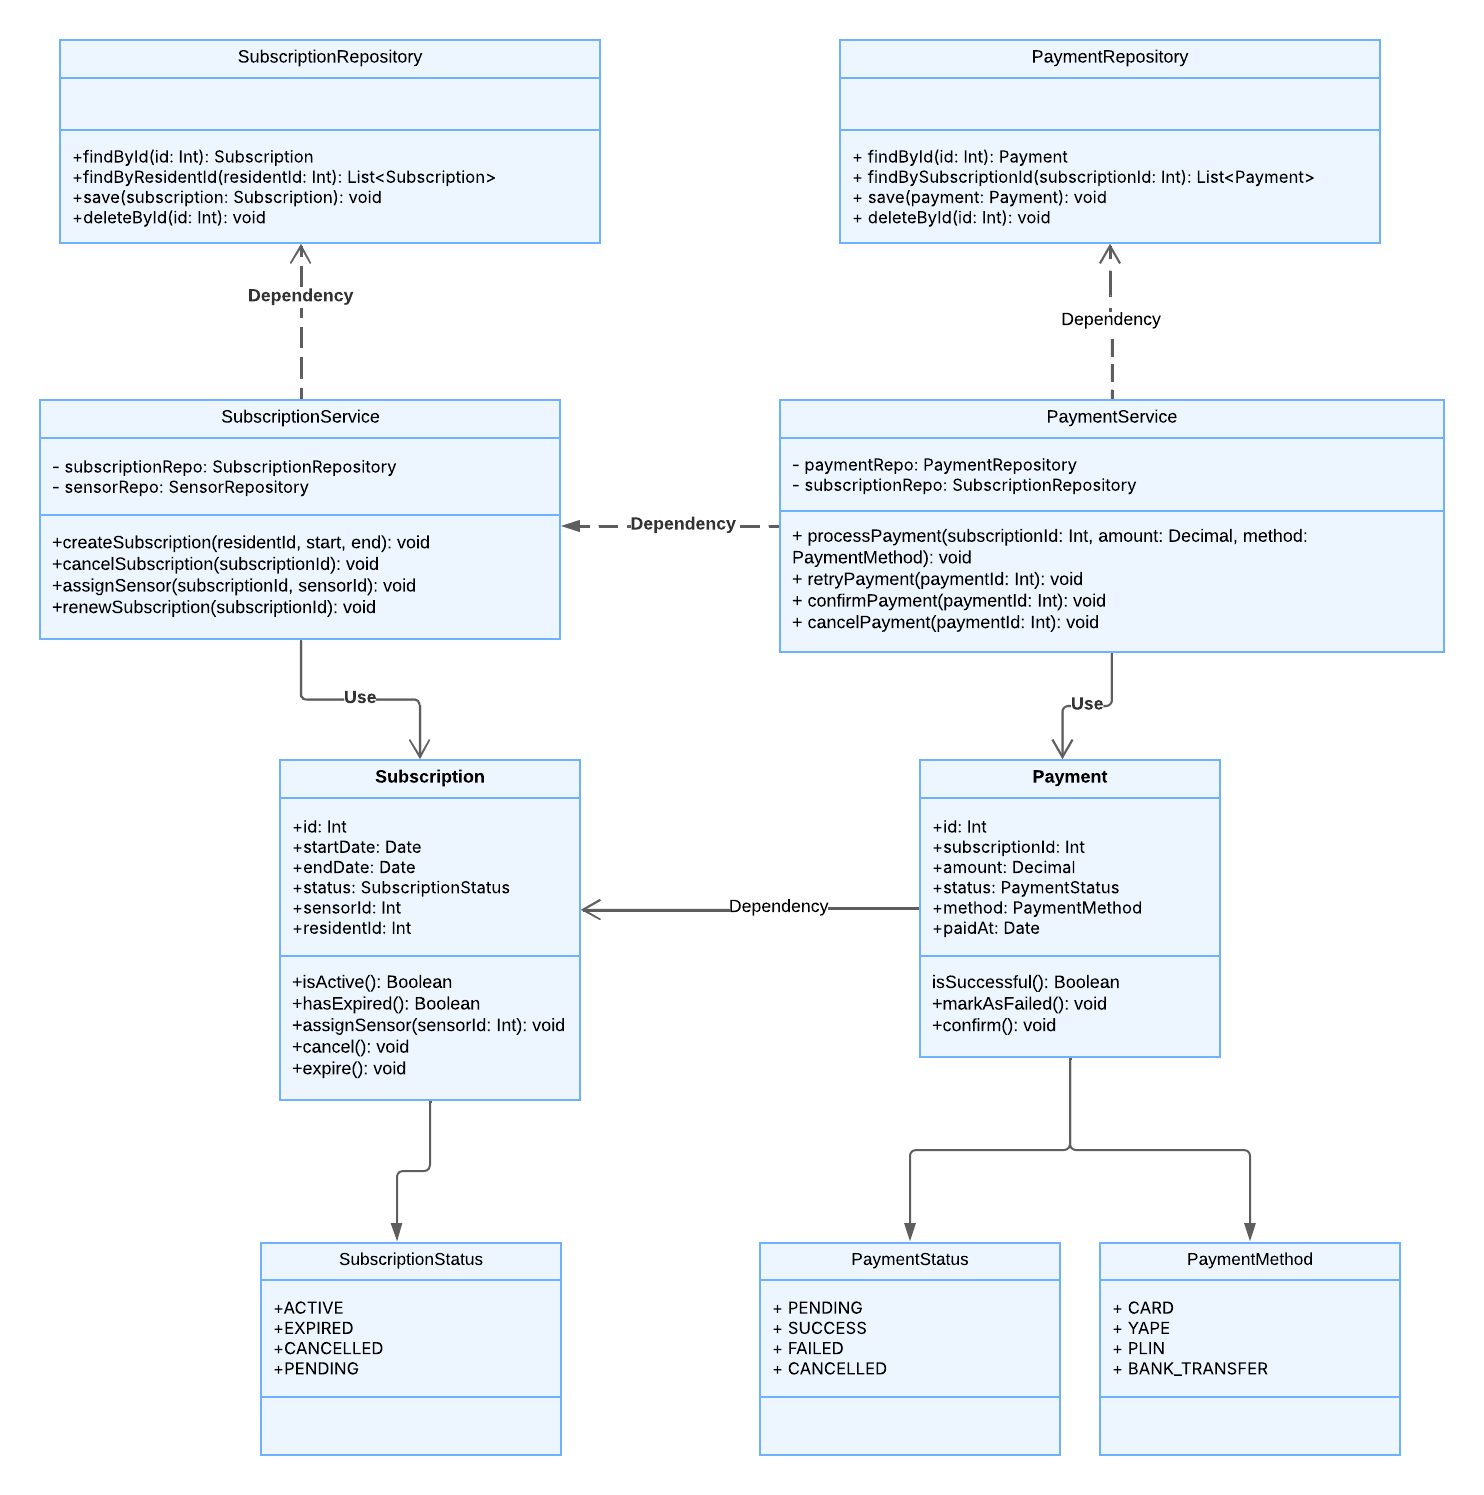 SubscriptionRepository
+findById(id: Int): Subscription
+findByResidentId(residentId: Int): List<Subscription>
+save(subscription: Subscription): void
+deleteById(id: Int): void
PaymentRepository
+ findById(id: Int): Payment
+ findBySubscriptionId(subscriptionId: Int): List<Payment>
+ save(payment: Payment): void
+ deleteById(id: Int): void
Dependency
Dependency
SubscriptionService
- subscriptionRepo: SubscriptionRepository
- sensorRepo: SensorRepository
+createSubscription(residentId, start, end): void
+cancelSubscription(subscriptionId): void
+assignSensor(subscriptionId, sensorId): void
+renewSubscription(subscriptionId): void
Dependency
PaymentService
- paymentRepo: PaymentRepository
- subscriptionRepo: SubscriptionRepository
+ processPayment(subscriptionId: Int, amount: Decimal, method:
PaymentMethod): void
+ retryPayment(paymentId: Int): void
+ confirmPayment(paymentId: Int): void
+ cancelPayment(paymentId: Int): void
Use
Use
Subscription
+id: Int
+startDate: Date
+endDate: Date
+status: SubscriptionStatus
+sensorId: Int
+residentId: Int
+isActive(): Boolean
+hasExpired(): Boolean
+assignSensor(sensorId: Int): void
+cancel(): void
+expire(): void
Dependency
Payment
+id: Int
+subscriptionId: Int
+amount: Decimal
+status: PaymentStatus
+method: PaymentMethod
+paidAt: Date
isSuccessful(): Boolean
+markAsFailed(): void
+confirm(): void
SubscriptionStatus
+ACTIVE
+EXPIRED
+CANCELLED
+PENDING
PaymentStatus
+ PENDING
+ SUCCESS
+ FAILED
+ CANCELLED
PaymentMethod
+ CARD
+ YAPE
+ PLIN
+ BANK_TRANSFER